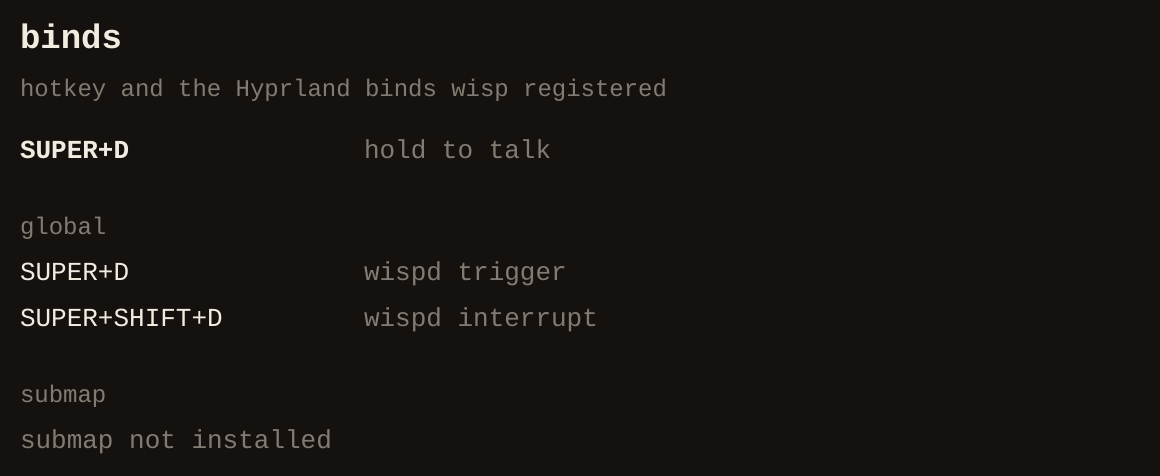 binds
hotkey and the Hyprland binds wisp registered
SUPER+D hold to talk
global
SUPER+D wispd trigger
SUPER+SHIFT+D wispd interrupt
submap
submap not installed